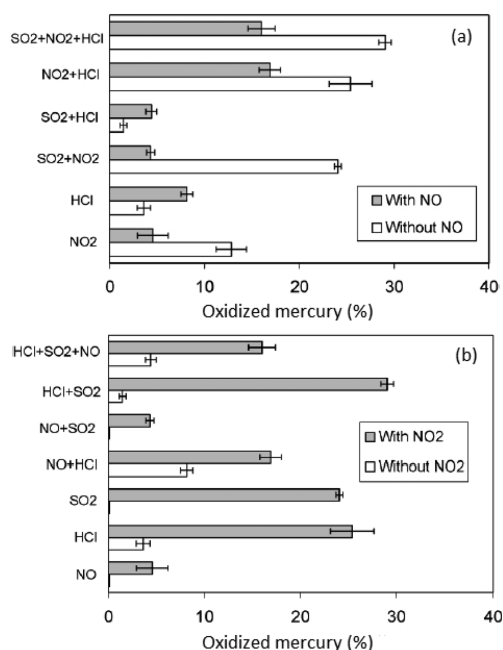 (a)
SO2+NO2+HCl
NO2+HCl
SO2+HCl
SO2+NO2
HCl
NO2
With NO
Without NO
0 10 20 30 40
Oxidized mercury (%)
(b)
HCl+SO2+NO
HCl+SO2
NO+SO2
NO+HCl
SO2
HCl
NO
With NO2
Without NO2
0 10 20 30 40
Oxidized mercury (%)